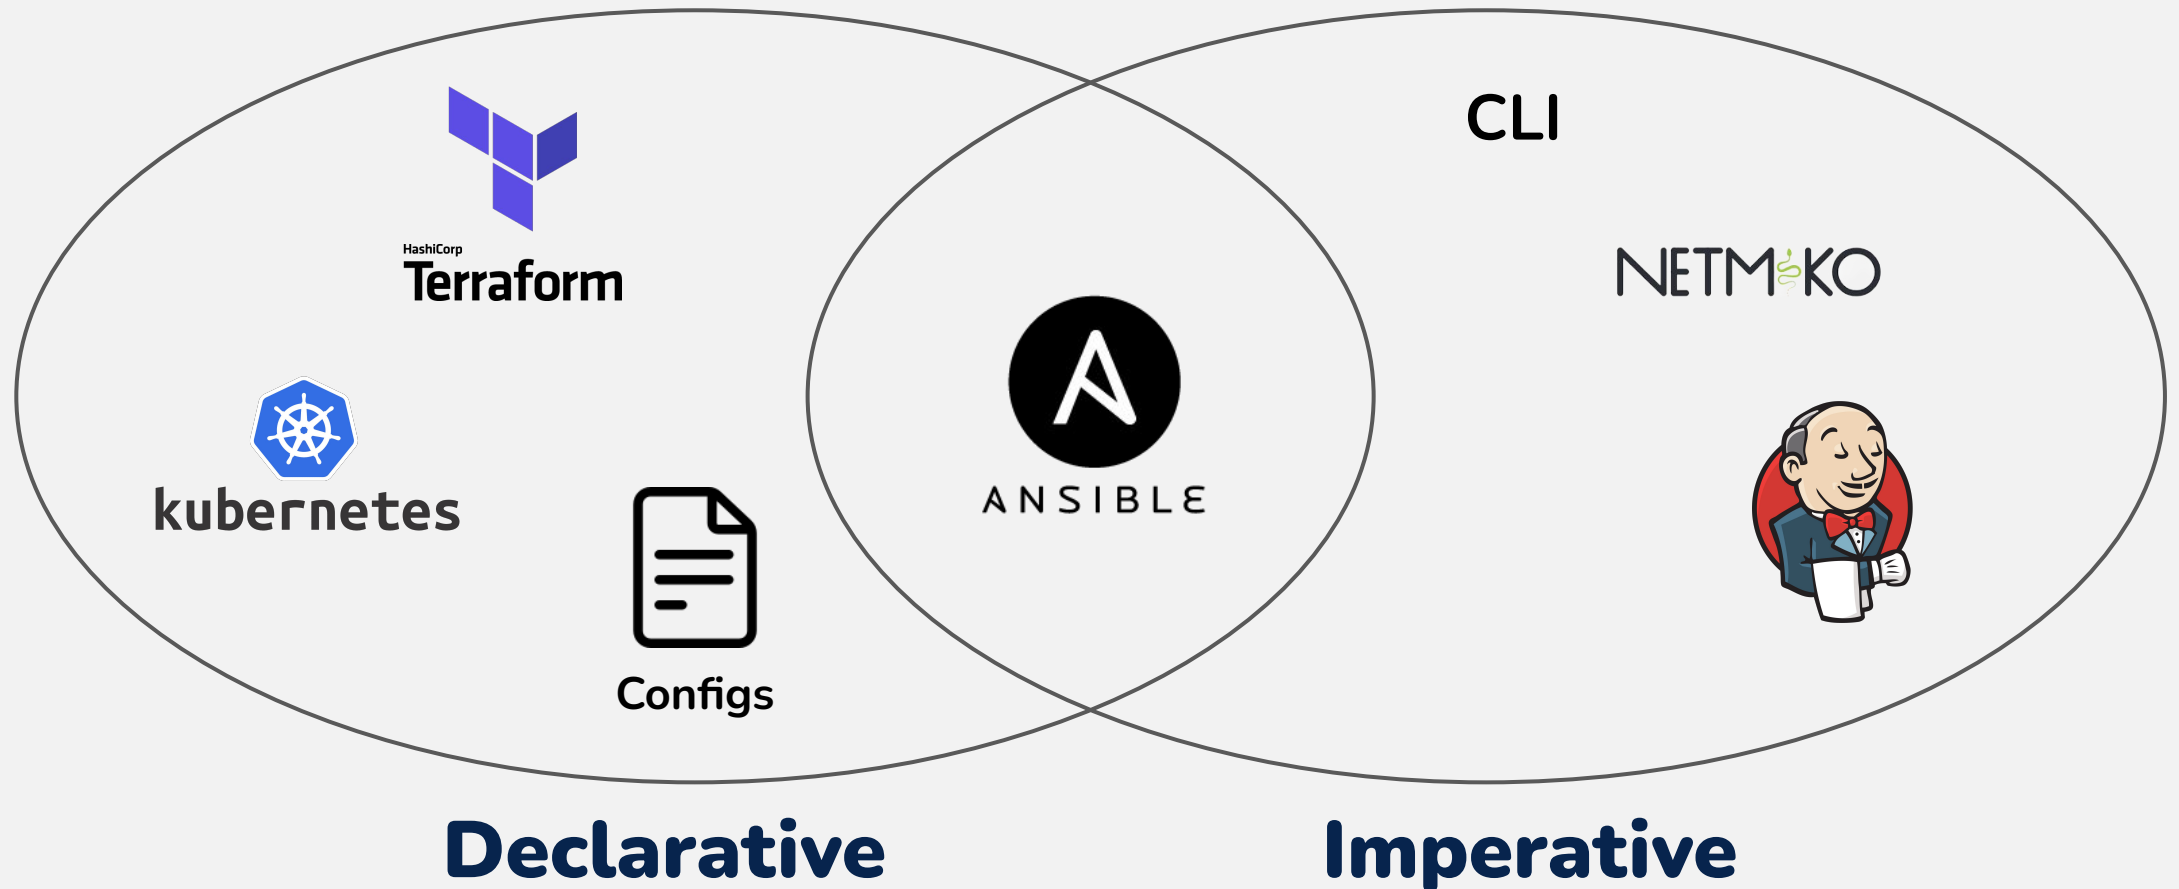 HashiCorp
Terraform
kubernetes
Configs
ANSIBLE
CLI
NETMIKO
Declarative
Imperative